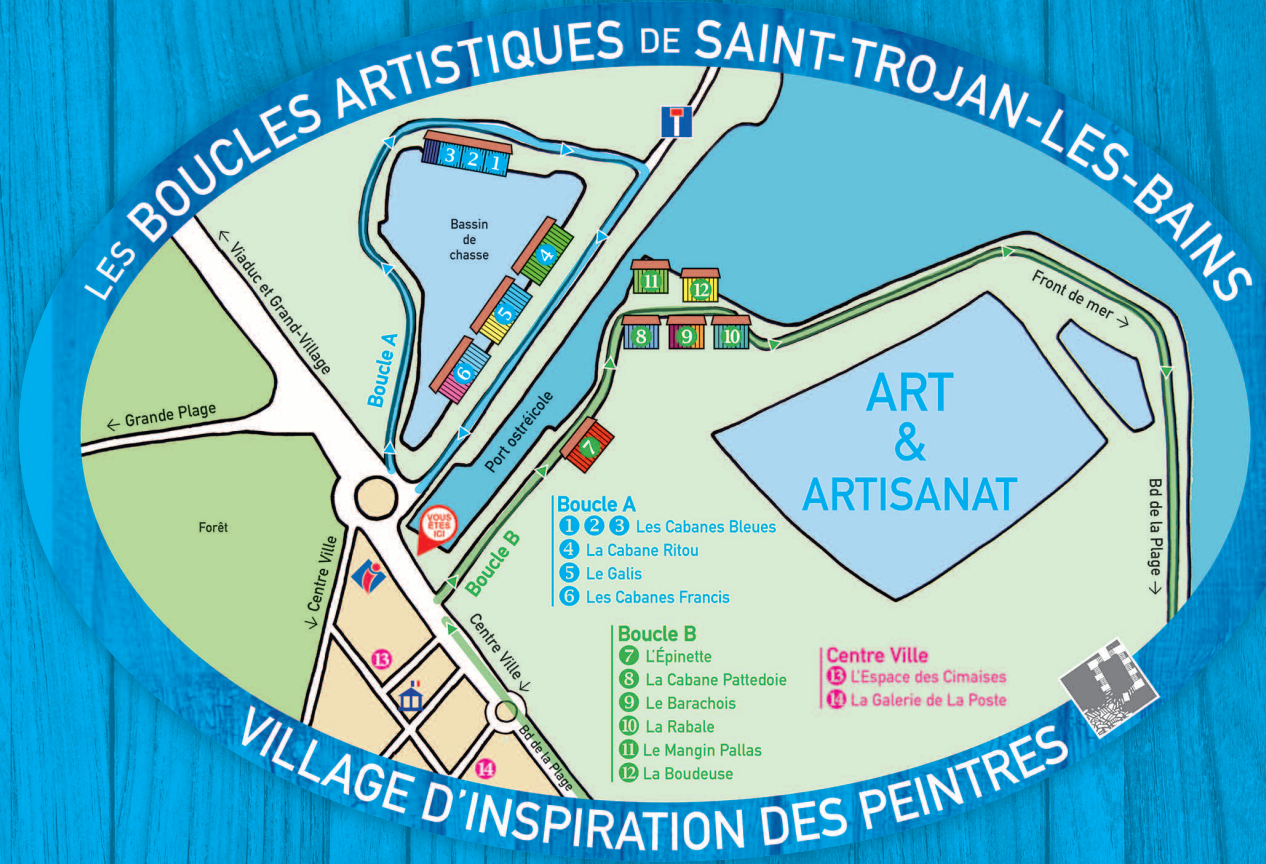 LES BOUCLES ARTISTIQUES DE SAINT-TROJAN-LES-BAINS
3 2 1
Bassin
de
chasse
4
5
6
← Viaduc et Grand-Village
Boucle A
← Grande Plage
Forêt
← Centre Ville
Port ostréicole
VOUS
ÊTES
ICI
Boucle B
7
8
9
10
11
12
Front de mer →
Bd de la Plage →
ART
&
ARTISANAT
Centre Ville →
Bd de la Plage
13
14
Boucle A
1 2 3 Les Cabanes Bleues
4 La Cabane Ritou
5 Le Galis
6 Les Cabanes Francis
Boucle B
7 L'Épinette
8 La Cabane Pattedoie
9 Le Barachois
10 La Rabale
11 Le Mangin Pallas
12 La Boudeuse
Centre Ville
13 L'Espace des Cimaises
14 La Galerie de La Poste
VILLAGE D'INSPIRATION DES PEINTRES